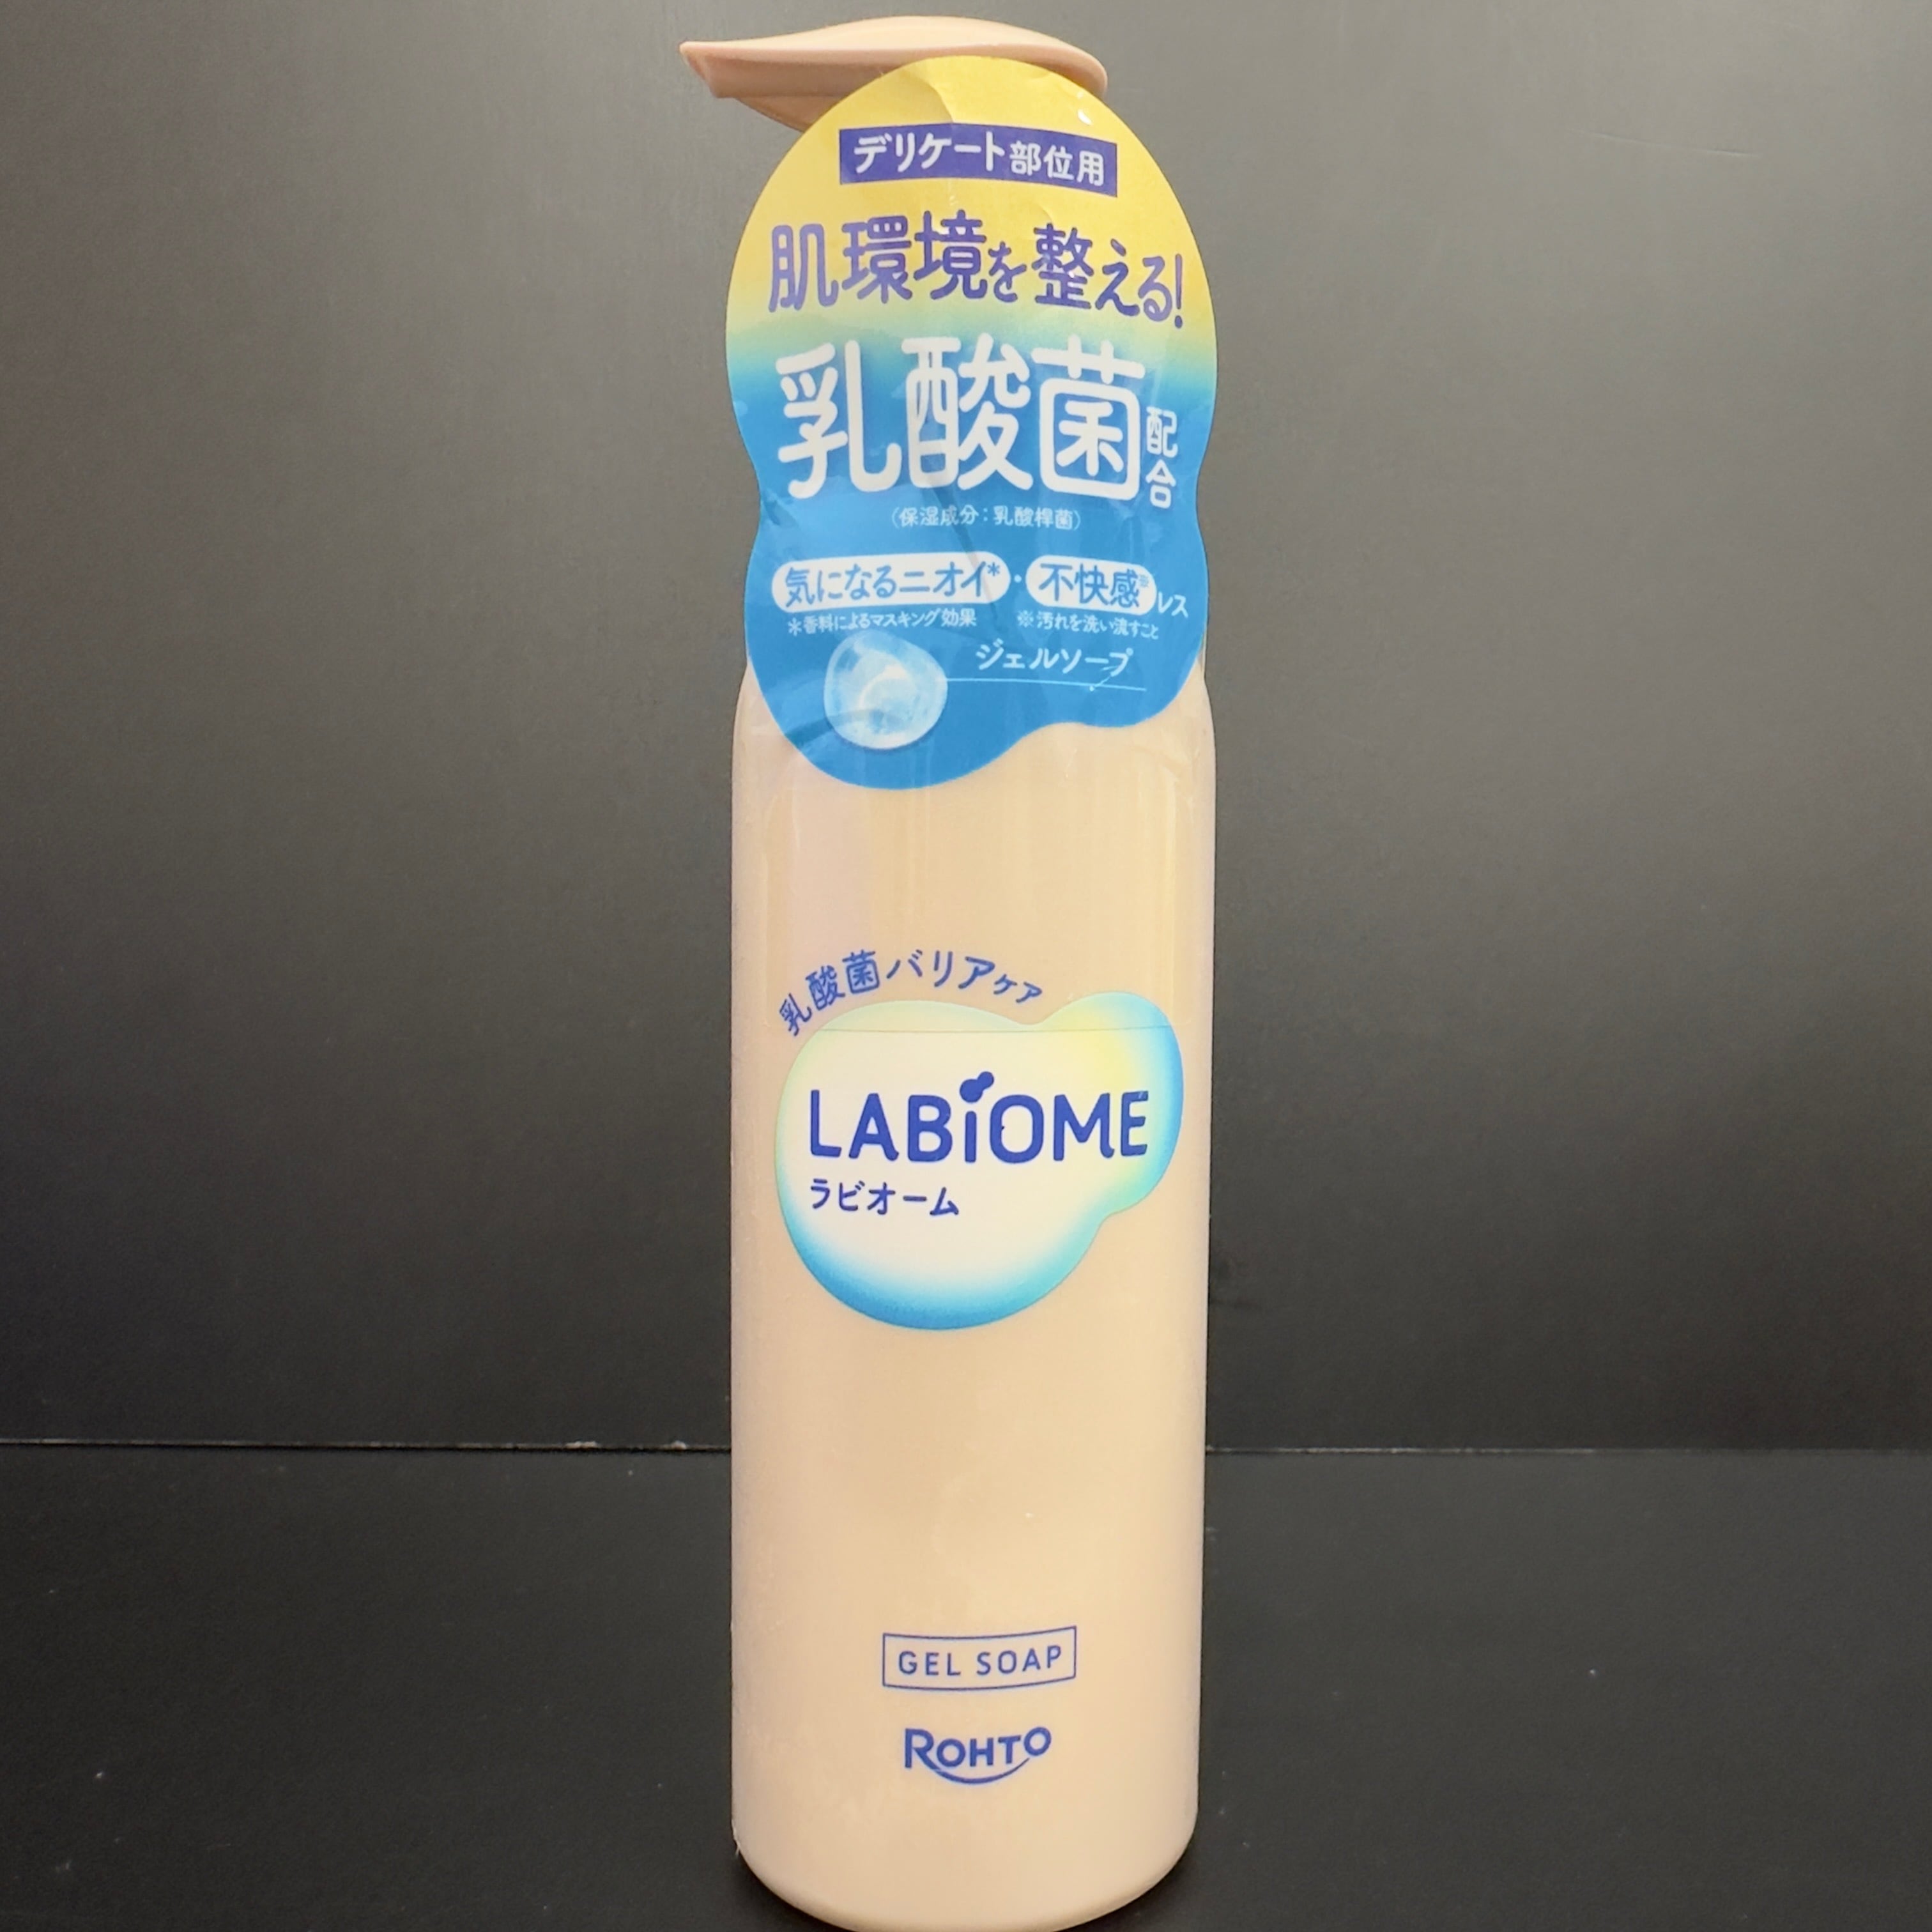 デリケート部位用
肌環境を整える!
乳酸菌配合
(保湿成分:乳酸桿菌)
気になるニオイ*・不快感※レス
*香料によるマスキング効果 ※汚れを洗い流すこと
ジェルソープ
乳酸菌バリアケア
LABiOME
ラビオーム
GEL SOAP
ROHTO